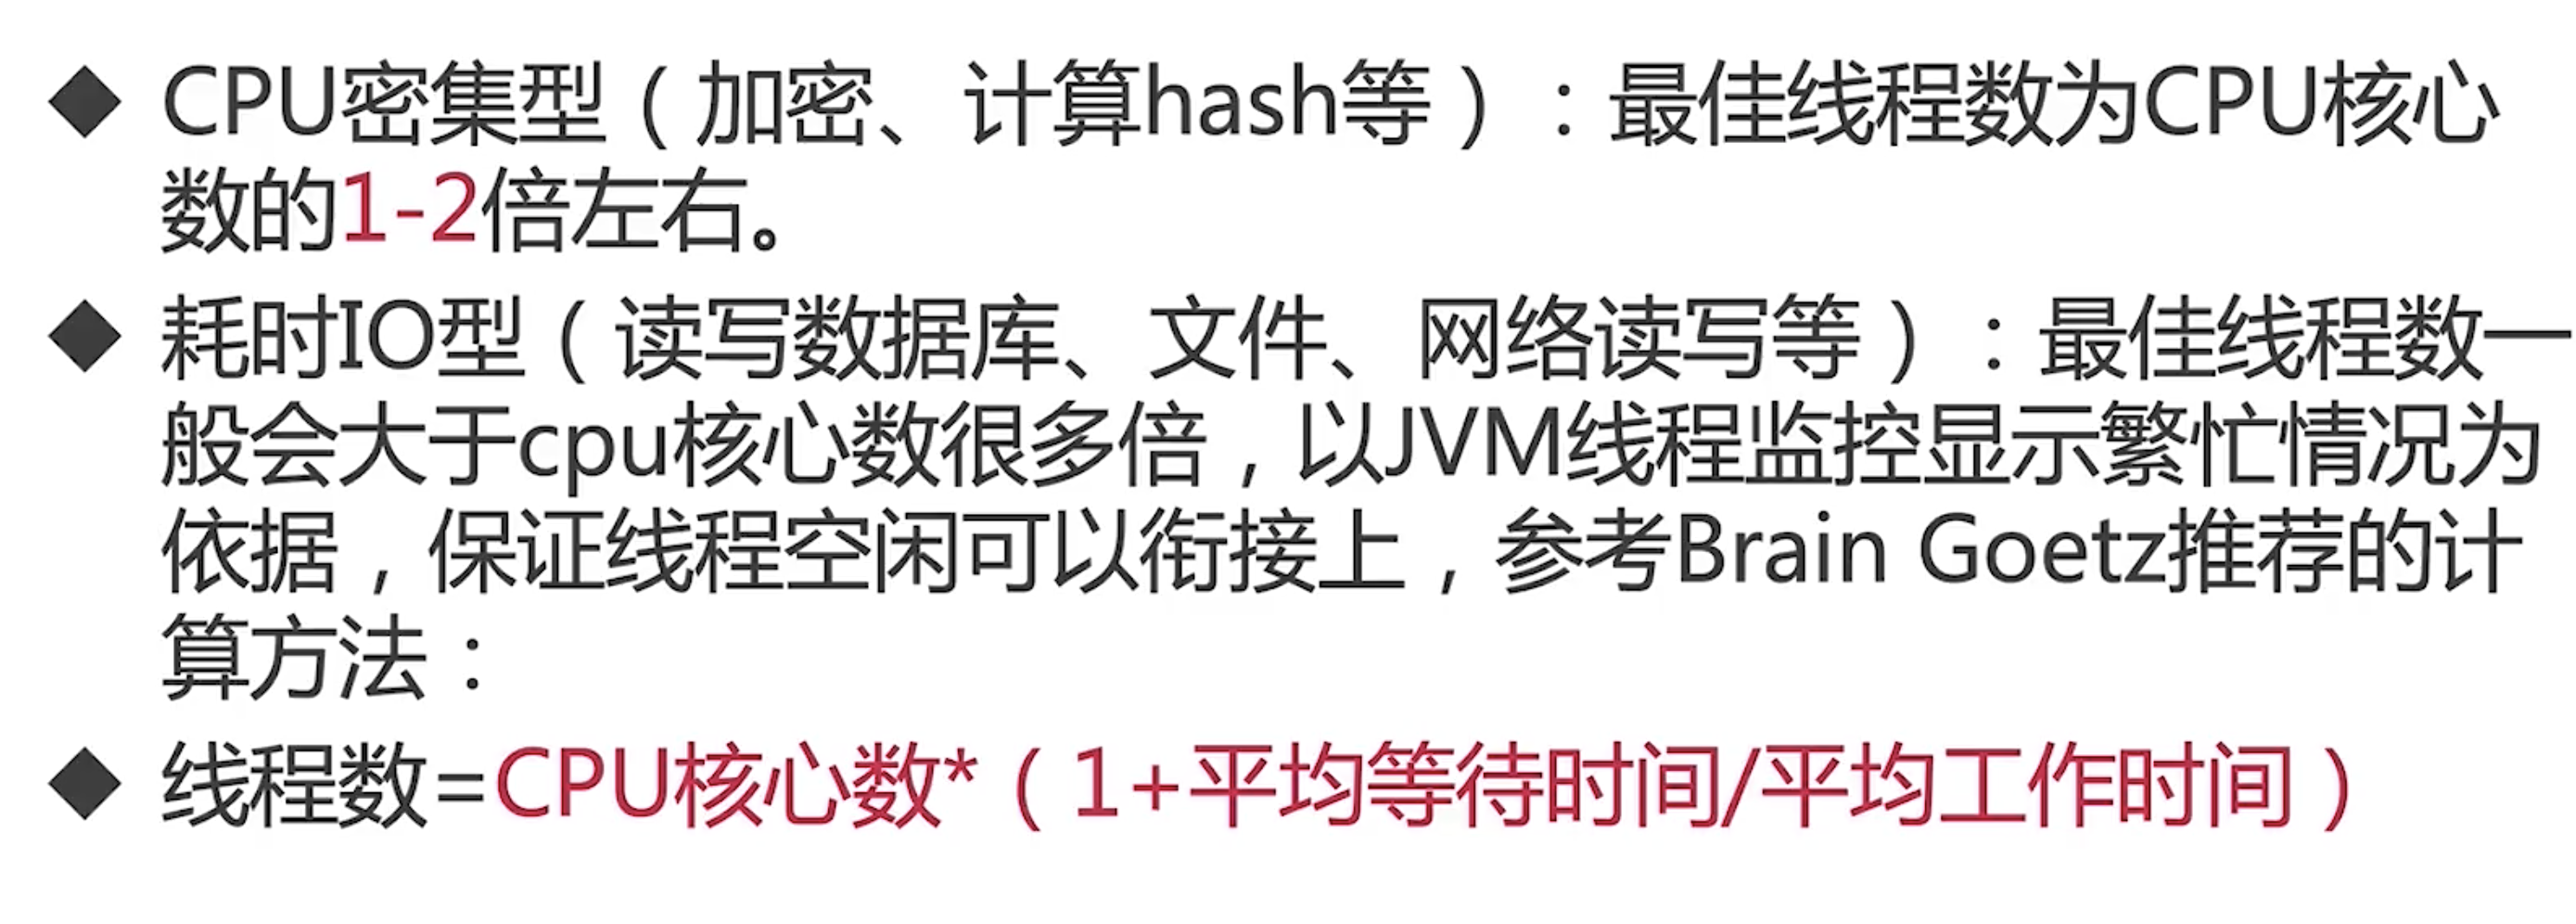 ◆ CPU密集型（加密、计算hash等）：最佳线程数为CPU核心
数的1-2倍左右。
◆ 耗时IO型（读写数据库、文件、网络读写等）：最佳线程数一
般会大于cpu核心数很多倍，以JVM线程监控显示繁忙情况为
依据，保证线程空闲可以衔接上，参考Brain Goetz推荐的计
算方法：
◆ 线程数=CPU核心数*（1+平均等待时间/平均工作时间）